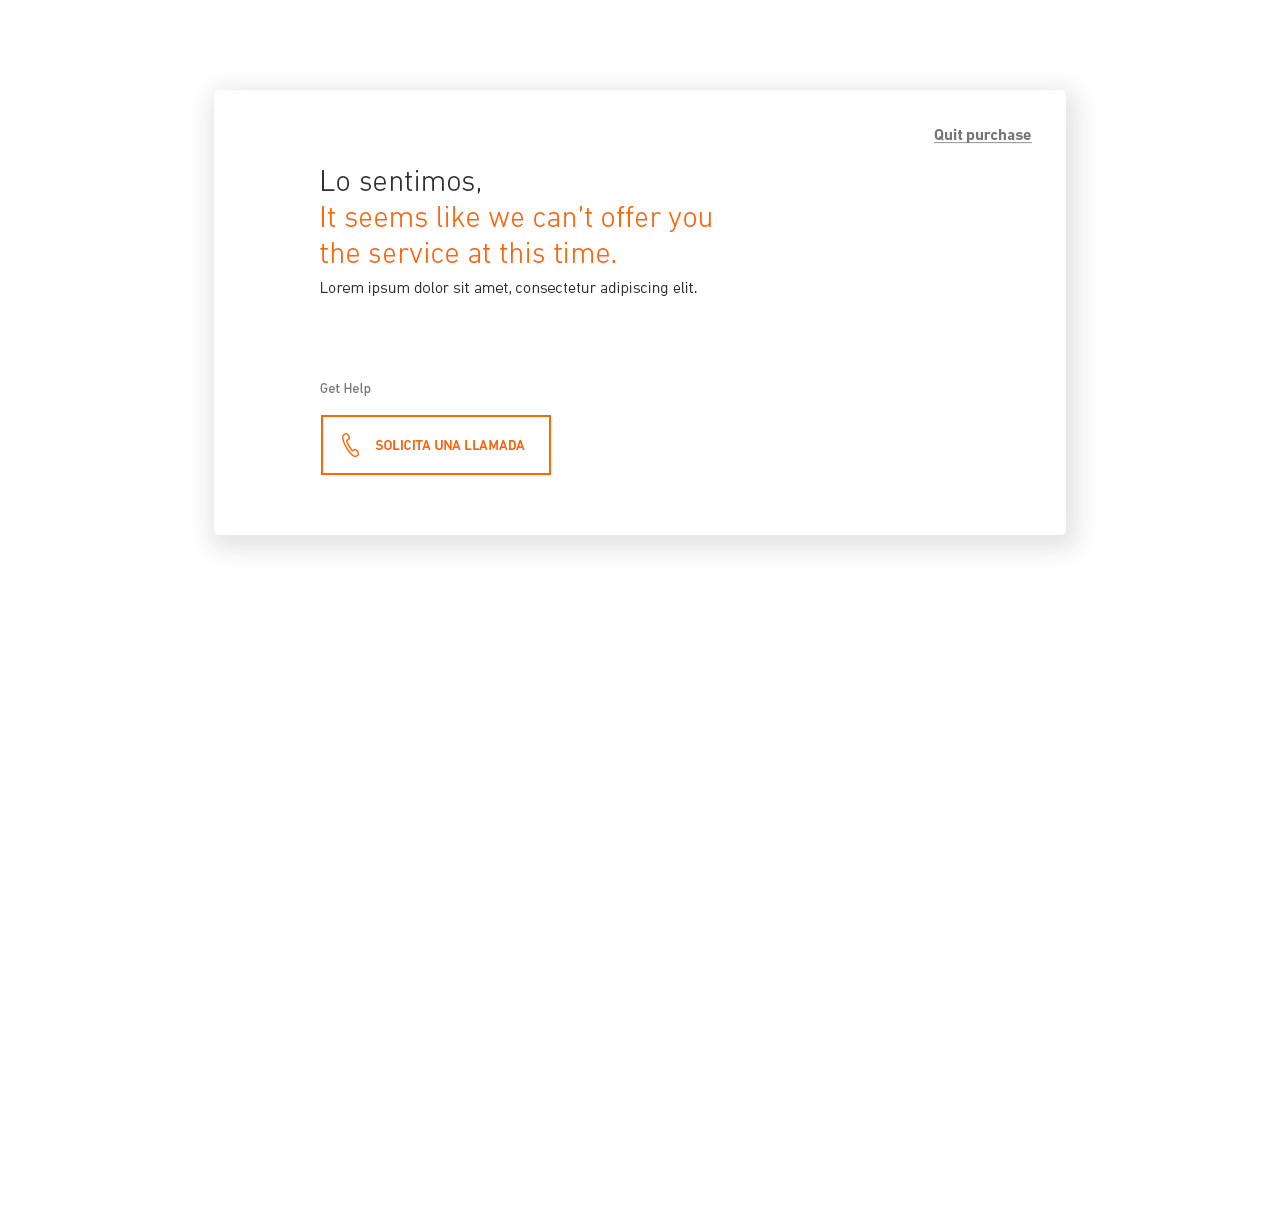 Quit purchase
Lo sentimos,
It seems like we can’t offer you
the service at this time.
Lorem ipsum dolor sit amet, consectetur adipiscing elit.
Get Help
SOLICITA UNA LLAMADA